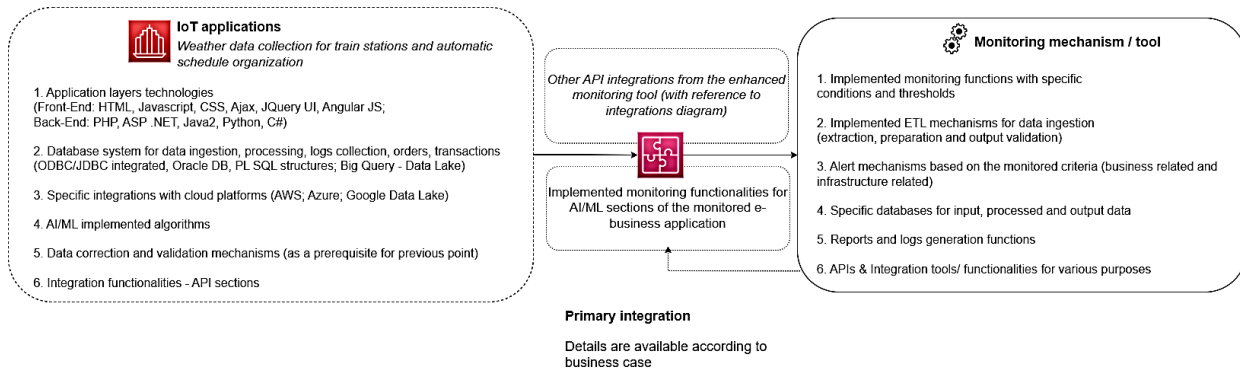 IoT applications
Weather data collection for train stations and automatic
schedule organization
1. Application layers technologies
(Front-End: HTML, Javascript, CSS, Ajax, JQuery UI, Angular JS;
Back-End: PHP, ASP .NET, Java2, Python, C#)
2. Database system for data ingestion, processing, logs collection, orders, transactions
(ODBC/JDBC integrated, Oracle DB, PL SQL structures; Big Query - Data Lake)
3. Specific integrations with cloud platforms (AWS; Azure; Google Data Lake)
4. AI/ML implemented algorithms
5. Data correction and validation mechanisms (as a prerequisite for previous point)
6. Integration functionalities - API sections
Other API integrations from the enhanced
monitoring tool (with reference to
integrations diagram)
Implemented monitoring functionalities for
AI/ML sections of the monitored e-
business application
Primary integration
Details are available according to
business case
Monitoring mechanism / tool
1. Implemented monitoring functions with specific
conditions and thresholds
2. Implemented ETL mechanisms for data ingestion
(extraction, preparation and output validation)
3. Alert mechanisms based on the monitored criteria (business related and
infrastructure related)
4. Specific databases for input, processed and output data
5. Reports and logs generation functions
6. APIs & Integration tools/ functionalities for various purposes